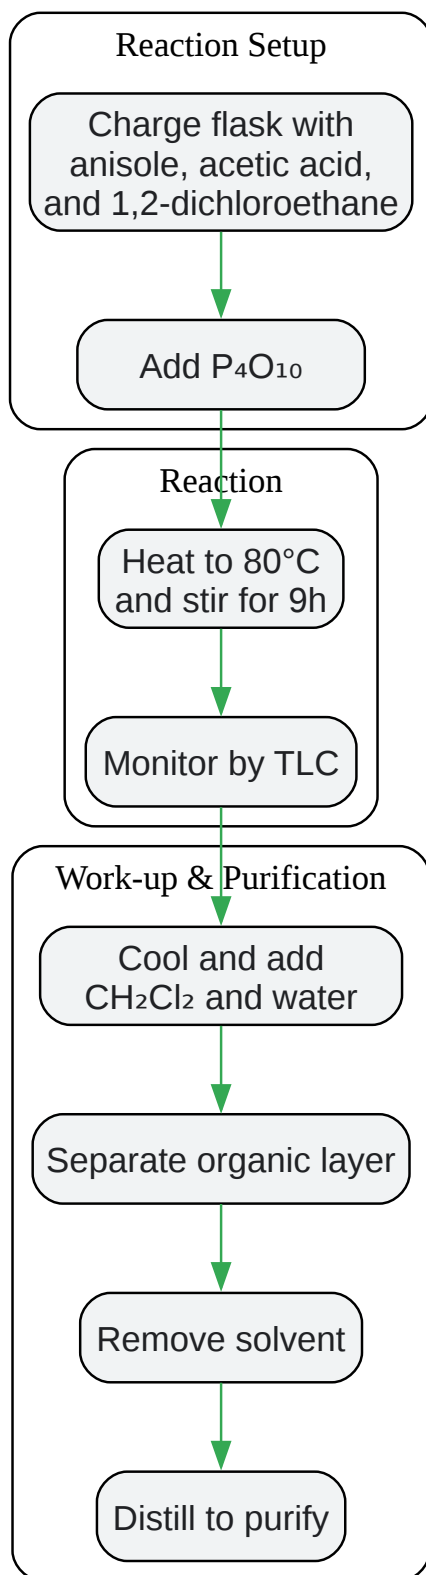 Reaction Setup
Charge flask with
anisole, acetic acid,
and 1,2-dichloroethane
Add P₄O₁₀
Reaction
Heat to 80°C
and stir for 9h
Monitor by TLC
Work-up & Purification
Cool and add
CH₂Cl₂ and water
Separate organic layer
Remove solvent
Distill to purify